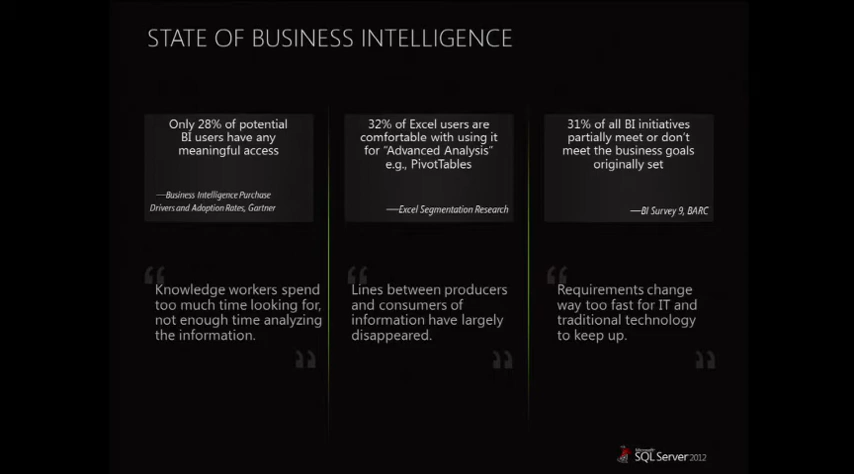 STATE OF BUSINESS INTELLIGENCE
Only 28% of potential
BI users have any
meaningful access
—Business Intelligence Purchase
Drivers and Adoption Rates, Gartner
32% of Excel users are
comfortable with using it
for “Advanced Analysis”
e.g., PivotTables
—Excel Segmentation Research
31% of all BI initiatives
partially meet or don’t
meet the business goals
originally set
—BI Survey 9, BARC
“
Knowledge workers spend
too much time looking for,
not enough time analyzing
the information.
”
“
Lines between producers
and consumers of
information have largely
disappeared.
”
“
Requirements change
way too fast for IT and
traditional technology
to keep up.
”
Microsoft
SQL Server 2012